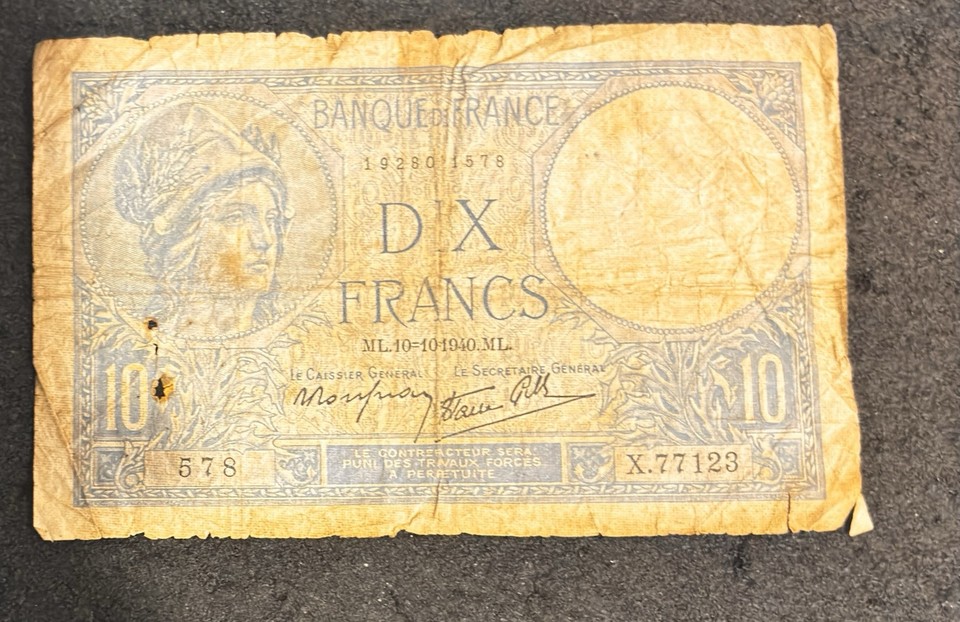 BANQUE DE FRANCE
19280 1578
DIX
FRANCS
ML.10=10-1940.ML.
LE CAISSIER GÉNÉRAL LE SECRÉTAIRE GÉNÉRAL
10 10
LE CONTREFACTEUR SERA
PUNI DES TRAVAUX FORCÉS
À PERPÉTUITÉ
578 X.77123